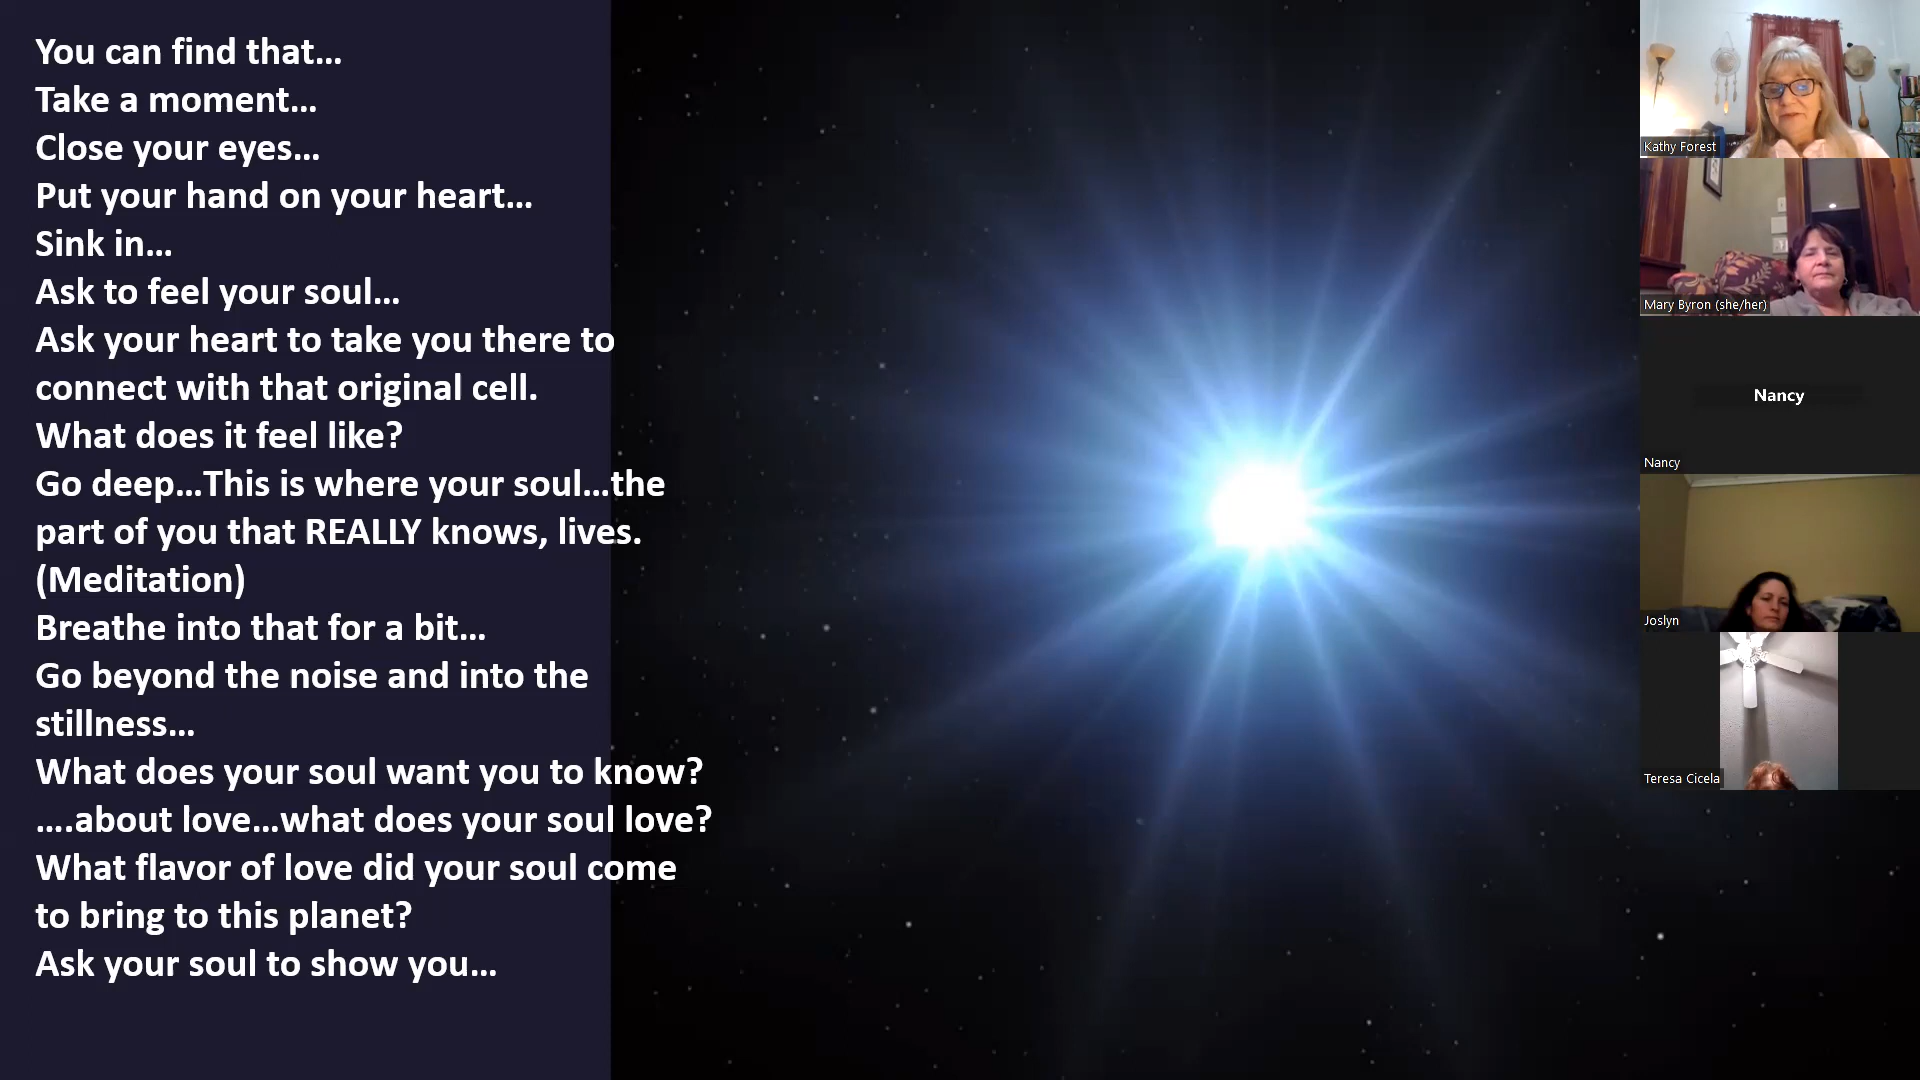 You can find that...
Take a moment...
Close your eyes...
Put your hand on your heart...
Sink in...
Ask to feel your soul...
Ask your heart to take you there to
connect with that original cell.
What does it feel like?
Go deep...This is where your soul...the
part of you that REALLY knows, lives.
(Meditation)
Breathe into that for a bit...
Go beyond the noise and into the
stillness...
What does your soul want you to know?
....about love...what does your soul love?
What flavor of love did your soul come
to bring to this planet?
Ask your soul to show you...
Kathy Forest
Mary Byron (she/her)
Nancy
Nancy
Joslyn
Teresa Cicela